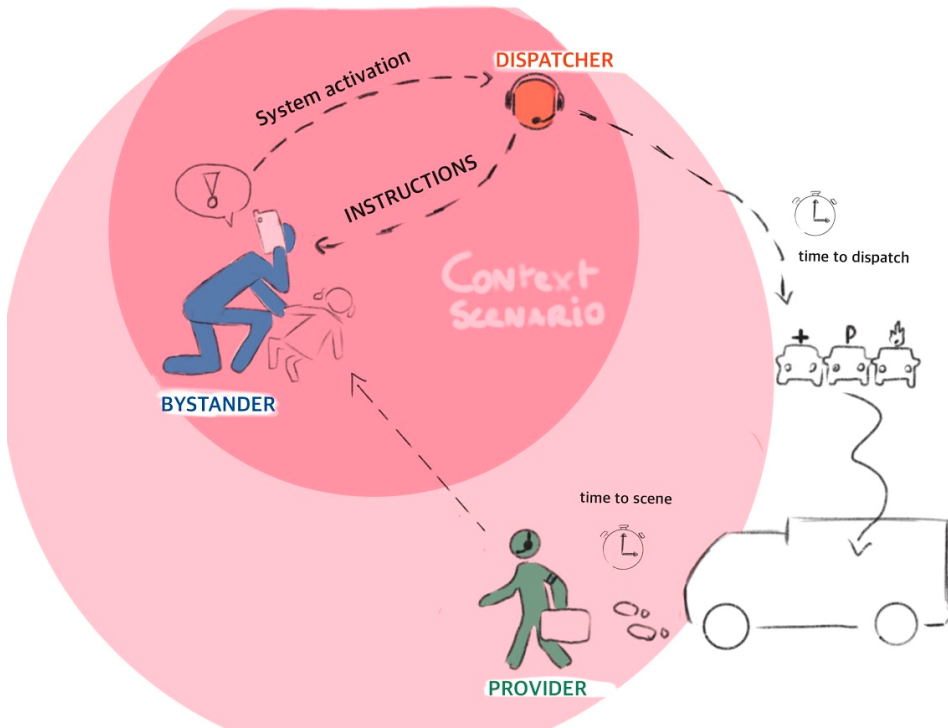 DISPATCHER
System activation
INSTRUCTIONS
time to dispatch
Context
SCENARIO
P
BYSTANDER
time to scene
PROVIDER